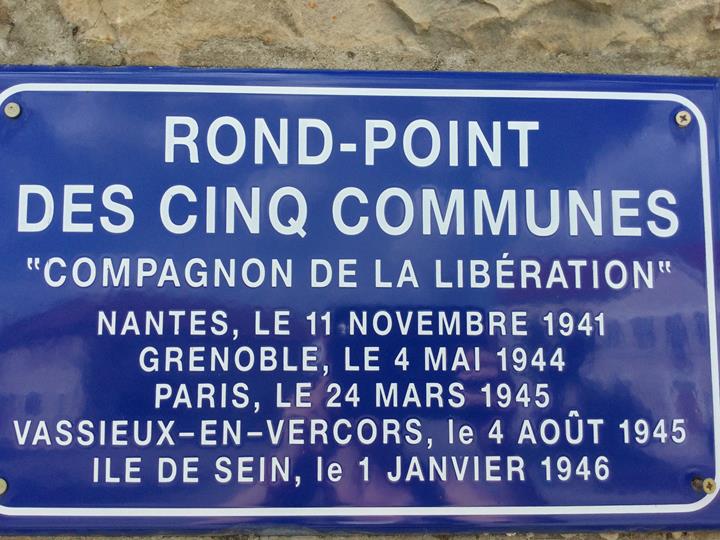 ROND-POINT
DES CINQ COMMUNES
"COMPAGNON DE LA LIBÉRATION"
NANTES, LE 11 NOVEMBRE 1941
GRENOBLE, LE 4 MAI 1944
PARIS, LE 24 MARS 1945
VASSIEUX-EN-VERCORS, le 4 AOÛT 1945
ILE DE SEIN, le 1 JANVIER 1946